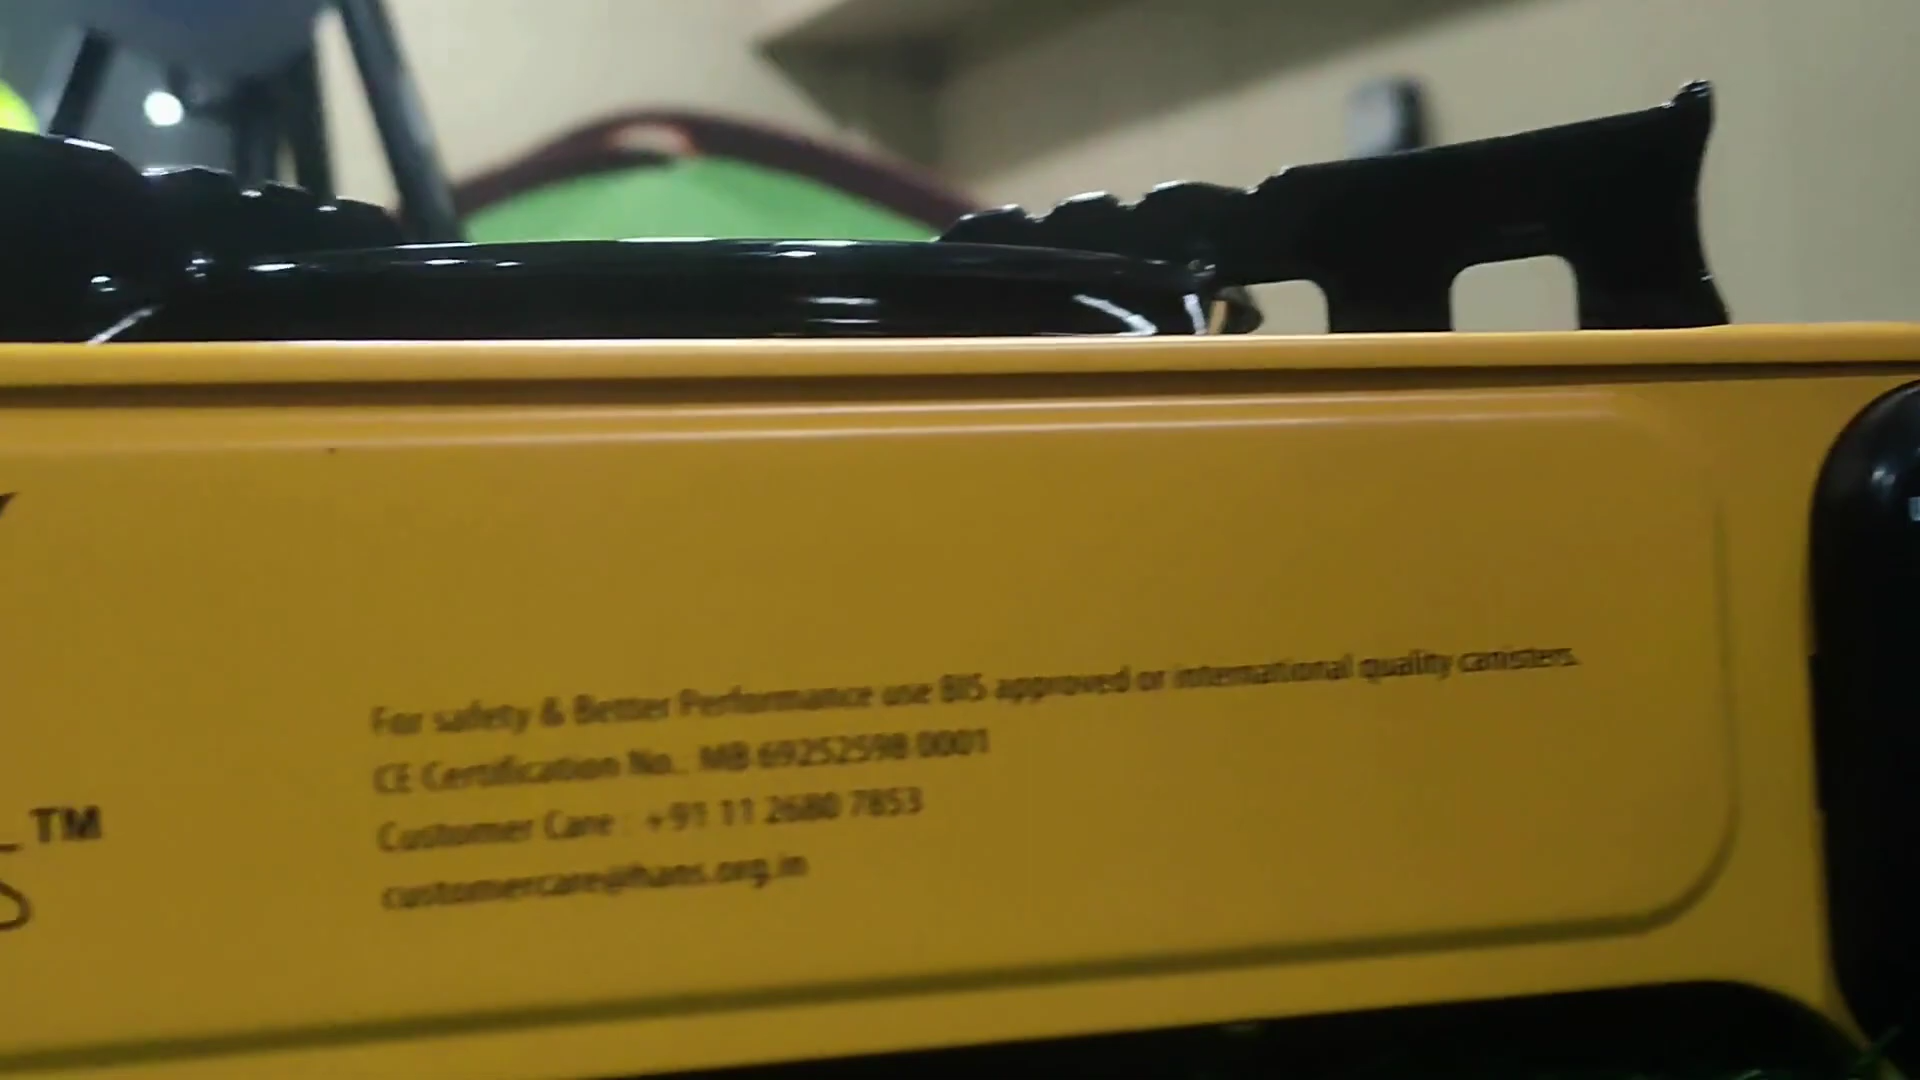 For safety & Better Performance use BIS approved or international quality canisters.
CE Certification No.: MB 69252598 0001
Customer Care : +91 11 2680 7853
customercare@hans.org.in
TM